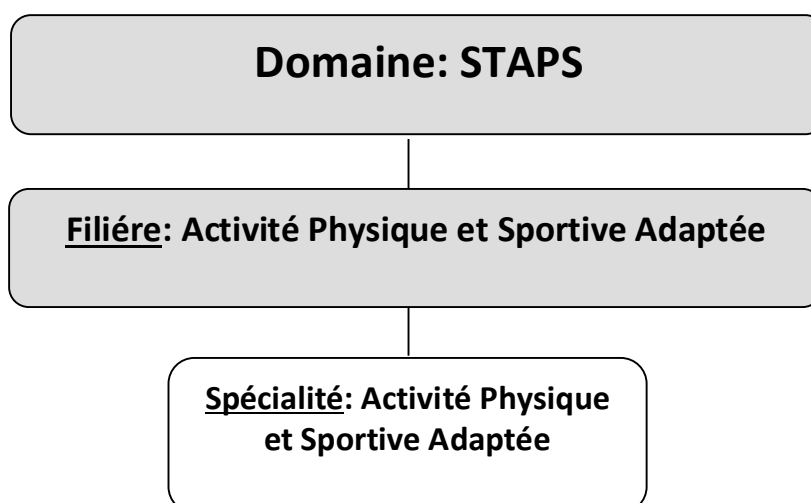 Domaine: STAPS
Filiére: Activité Physique et Sportive Adaptée
Spécialité: Activité Physique
et Sportive Adaptée